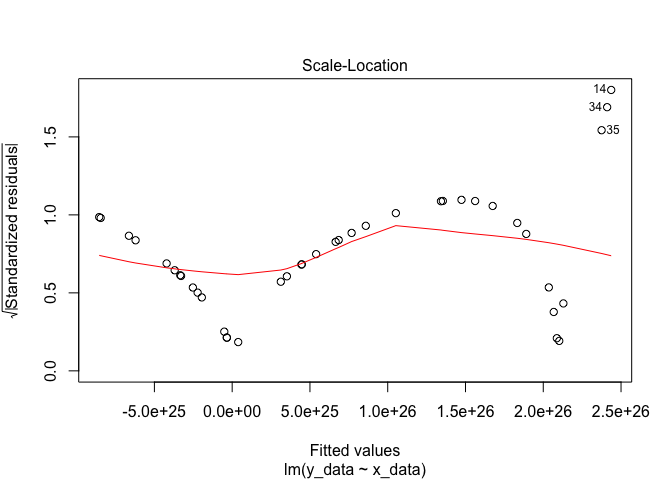 Scale-Location
√|Standardized residuals|
1.5
1.0
0.5
0.0
14
34
35
-5.0e+25 0.0e+00 5.0e+25 1.0e+26 1.5e+26 2.0e+26 2.5e+26
Fitted values
lm(y_data ~ x_data)